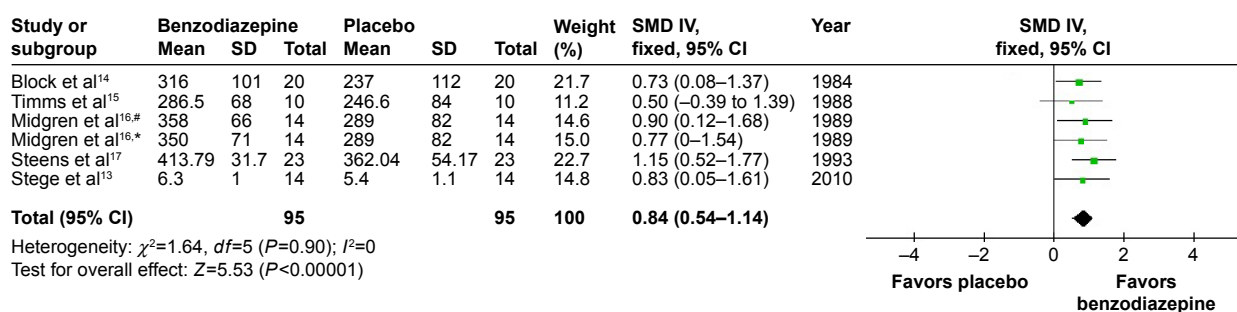 Study or subgroup Benzodiazepine Placebo Weight (%) SMD IV, fixed, 95% CI Year SMD IV, fixed, 95% CI
Mean SD Total Mean SD Total
Block et al¹⁴ 316 101 20 237 112 20 21.7 0.73 (0.08–1.37) 1984
Timms et al¹⁵ 286.5 68 10 246.6 84 10 11.2 0.50 (–0.39 to 1.39) 1988
Midgren et al¹⁶,# 358 66 14 289 82 14 14.6 0.90 (0.12–1.68) 1989
Midgren et al¹⁶,* 350 71 14 289 82 14 15.0 0.77 (0–1.54) 1989
Steens et al¹⁷ 413.79 31.7 23 362.04 54.17 23 22.7 1.15 (0.52–1.77) 1993
Stege et al¹³ 6.3 1 14 5.4 1.1 14 14.8 0.83 (0.05–1.61) 2010
Total (95% CI) 95 95 100 0.84 (0.54–1.14)
Heterogeneity: χ²=1.64, df=5 (P=0.90); I²=0
Test for overall effect: Z=5.53 (P<0.00001)
–4 –2 0 2 4
Favors placebo Favors benzodiazepine